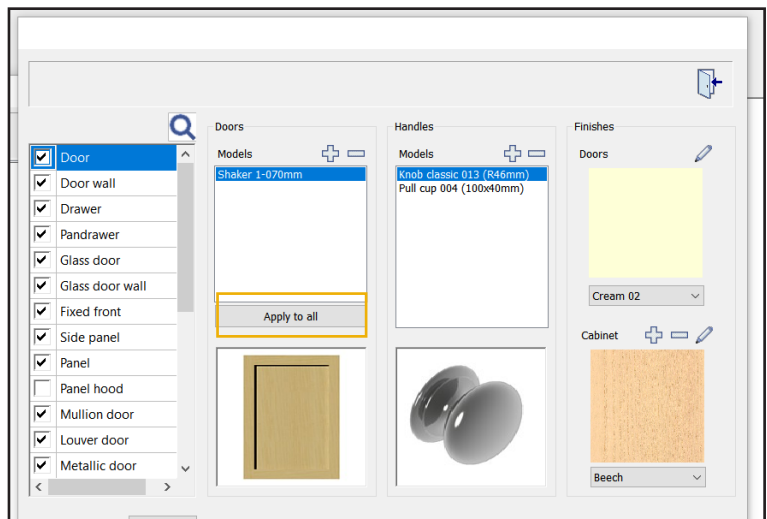 Door
Door wall
Drawer
Pandrawer
Glass door
Glass door wall
Fixed front
Side panel
Panel
Panel hood
Mullion door
Louver door
Metallic door
Doors
Models
Shaker 1-070mm
Apply to all
Handles
Models
Knob classic 013 (R46mm)
Pull cup 004 (100x40mm)
Finishes
Doors
Cream 02
Cabinet
Beech